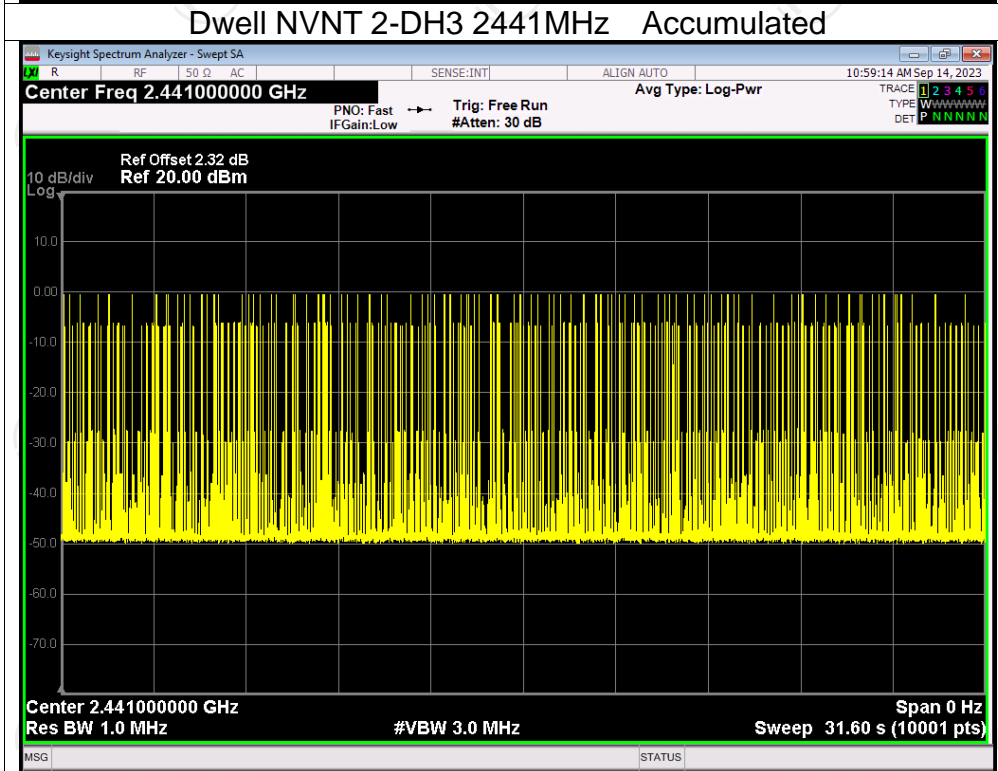 Dwell NVNT 2-DH3 2441MHz Accumulated
Keysight Spectrum Analyzer - Swept SA
LXI R RF 50 Ω AC SENSE:INT ALIGN AUTO 10:59:14 AM Sep 14, 2023
Center Freq 2.441000000 GHz Avg Type: Log-Pwr TRACE 1 2 3 4 5 6
PNO: Fast Trig: Free Run TYPE WWWWWW
IFGain:Low #Atten: 30 dB DET P N N N N N
Ref Offset 2.32 dB
10 dB/div Ref 20.00 dBm
Log
10.0
0.00
-10.0
-20.0
-30.0
-40.0
-50.0
-60.0
-70.0
Center 2.441000000 GHz Span 0 Hz
Res BW 1.0 MHz #VBW 3.0 MHz Sweep 31.60 s (10001 pts)
MSG STATUS